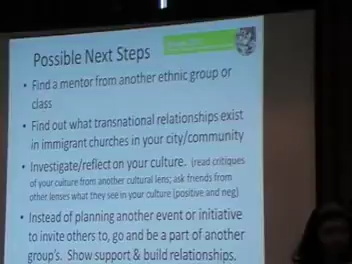 Possible Next Steps
• Find a mentor from another ethnic group or
class
• Find out what transnational relationships exist
in immigrant churches in your city/community
• Investigate/reflect on your culture. (read critiques
of your culture from another cultural lens; ask friends from
other lenses what they see in your culture (positive and neg)
• Instead of planning another event or initiative
to invite others to, go and be a part of another
group's. Show support & build relationships.